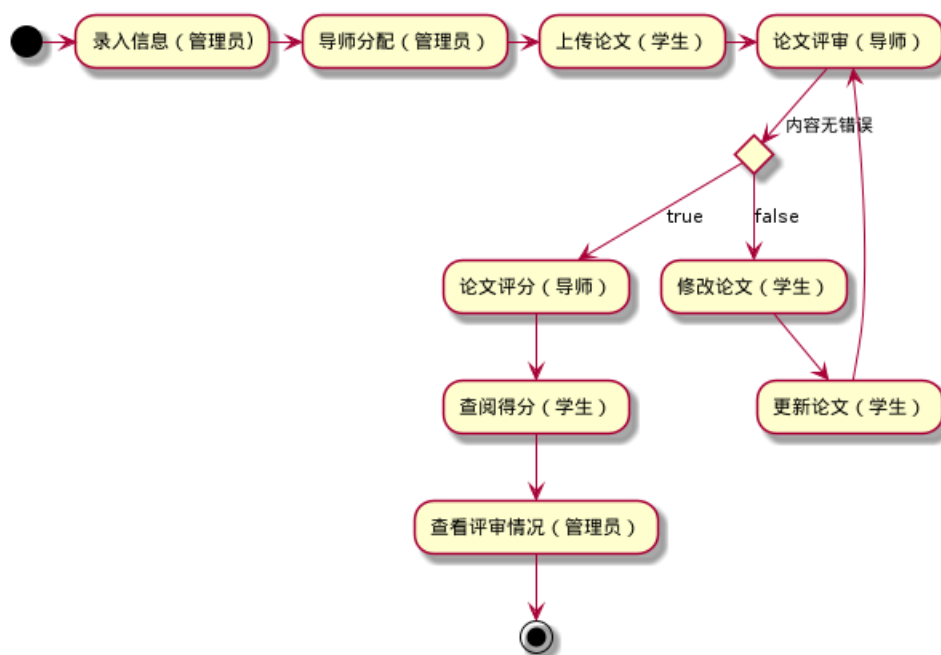 录入信息（管理员）
导师分配（管理员）
上传论文（学生）
论文评审（导师）
内容无错误
true
false
论文评分（导师）
修改论文（学生）
查阅得分（学生）
更新论文（学生）
查看评审情况（管理员）